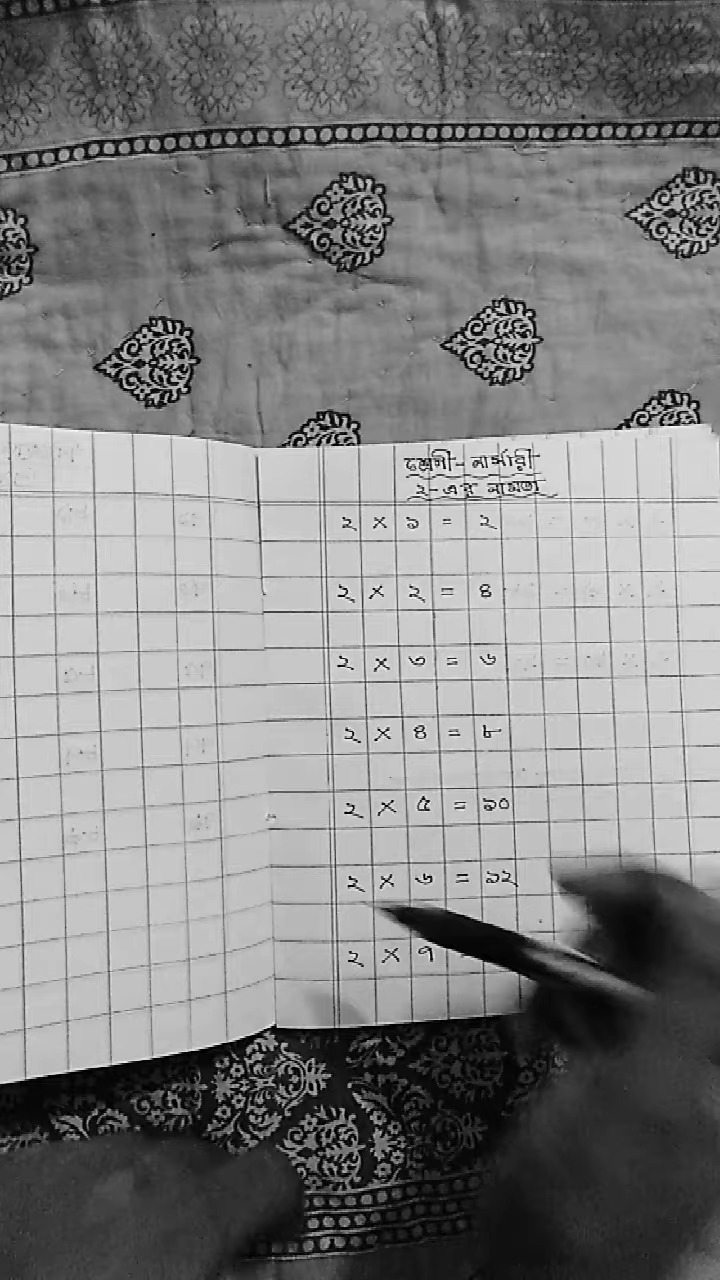 শ্রেণী - নার্সারী
২ - এর নামতা
২ × ১ = ২
২ × ২ = ৪
২ × ৩ = ৬
২ × ৪ = ৮
২ × ৫ = ১০
২ × ৬ = ১২
২ × ৭